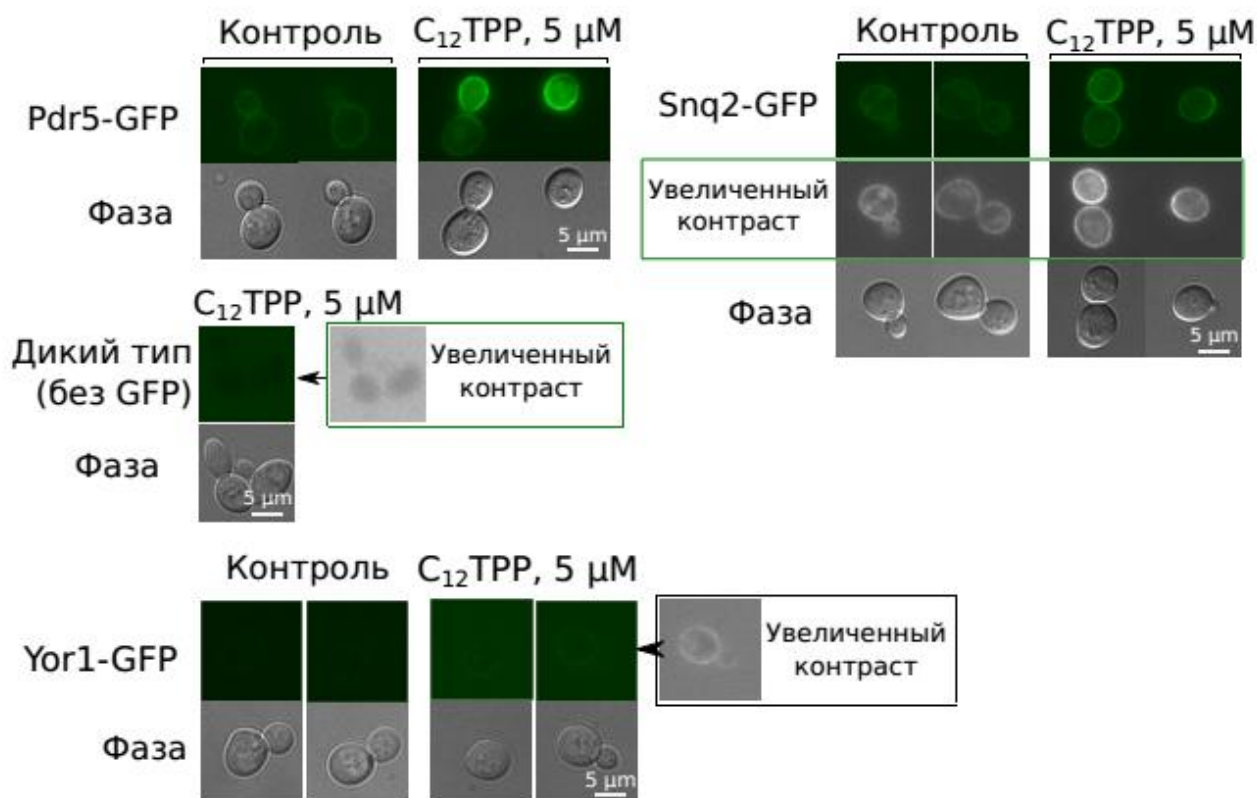 Контроль
C₁₂TPP, 5 μM
Pdr5-GFP
Фаза
5 μm
Контроль
C₁₂TPP, 5 μM
Snq2-GFP
Увеличенный
контраст
Фаза
5 μm
C₁₂TPP, 5 μM
Дикий тип
(без GFP)
Увеличенный
контраст
Фаза
5 μm
Контроль
C₁₂TPP, 5 μM
Yor1-GFP
Увеличенный
контраст
Фаза
5 μm